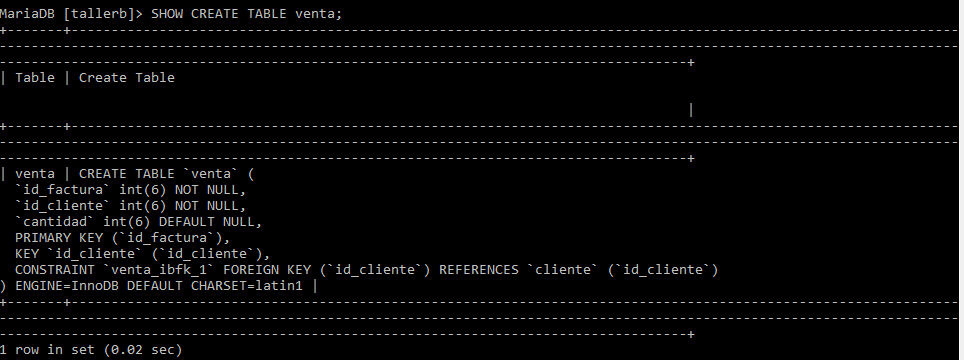 MariaDB [tallerb]> SHOW CREATE TABLE venta;
| Table | Create Table
|
| venta | CREATE TABLE `venta` (
`id_factura` int(6) NOT NULL,
`id_cliente` int(6) NOT NULL,
`cantidad` int(6) DEFAULT NULL,
PRIMARY KEY (`id_factura`),
KEY `id_cliente` (`id_cliente`),
CONSTRAINT `venta_ibfk_1` FOREIGN KEY (`id_cliente`) REFERENCES `cliente` (`id_cliente`)
) ENGINE=InnoDB DEFAULT CHARSET=latin1 |
1 row in set (0.02 sec)